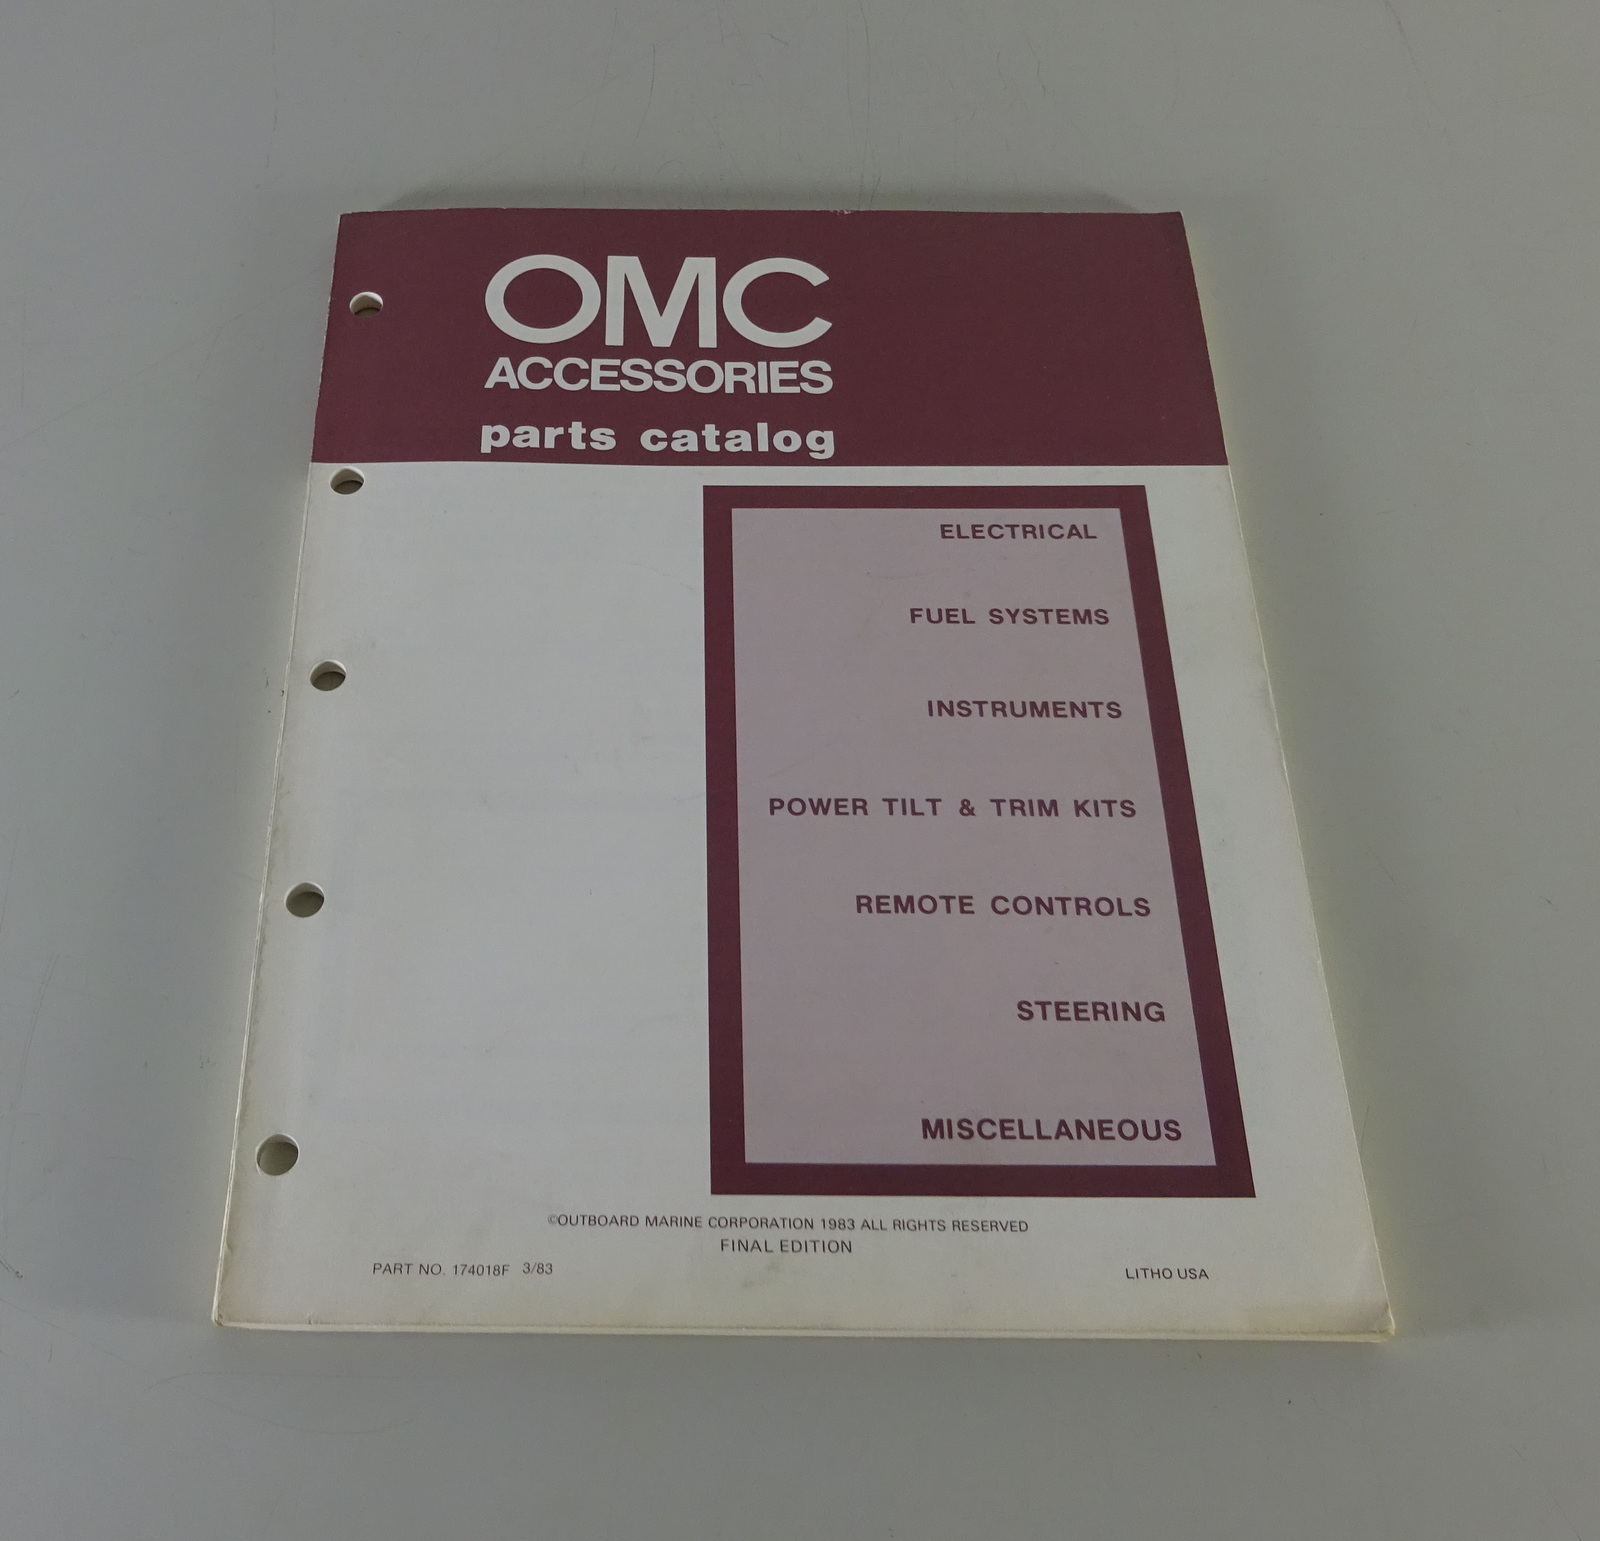 OMC
ACCESSORIES
parts catalog
ELECTRICAL
FUEL SYSTEMS
INSTRUMENTS
POWER TILT & TRIM KITS
REMOTE CONTROLS
STEERING
MISCELLANEOUS
©OUTBOARD MARINE CORPORATION 1983 ALL RIGHTS RESERVED
FINAL EDITION
PART NO. 174018F 3/83
LITHO USA